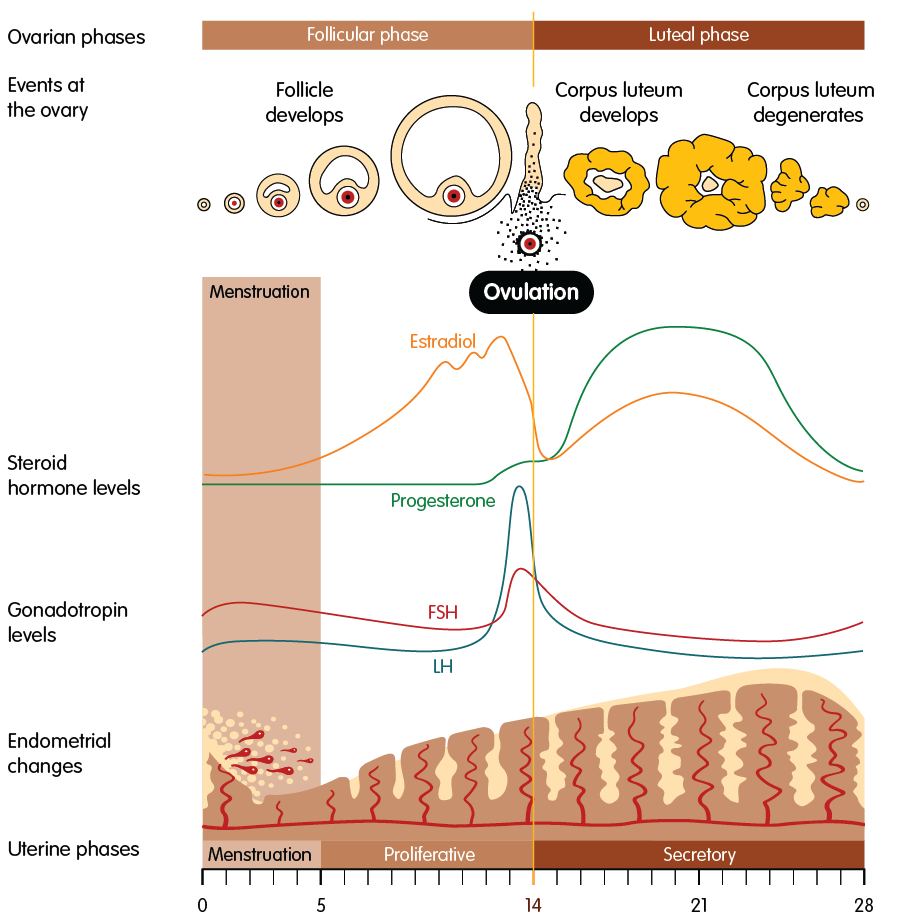 Ovarian phases
Follicular phase
Luteal phase
Events at
the ovary
Follicle
develops
Corpus luteum
develops
Corpus luteum
degenerates
Menstruation
Ovulation
Estradiol
Steroid
hormone levels
Progesterone
Gonadotropin
levels
FSH
LH
Endometrial
changes
Uterine phases
Menstruation
Proliferative
Secretory
0 5 14 21 28